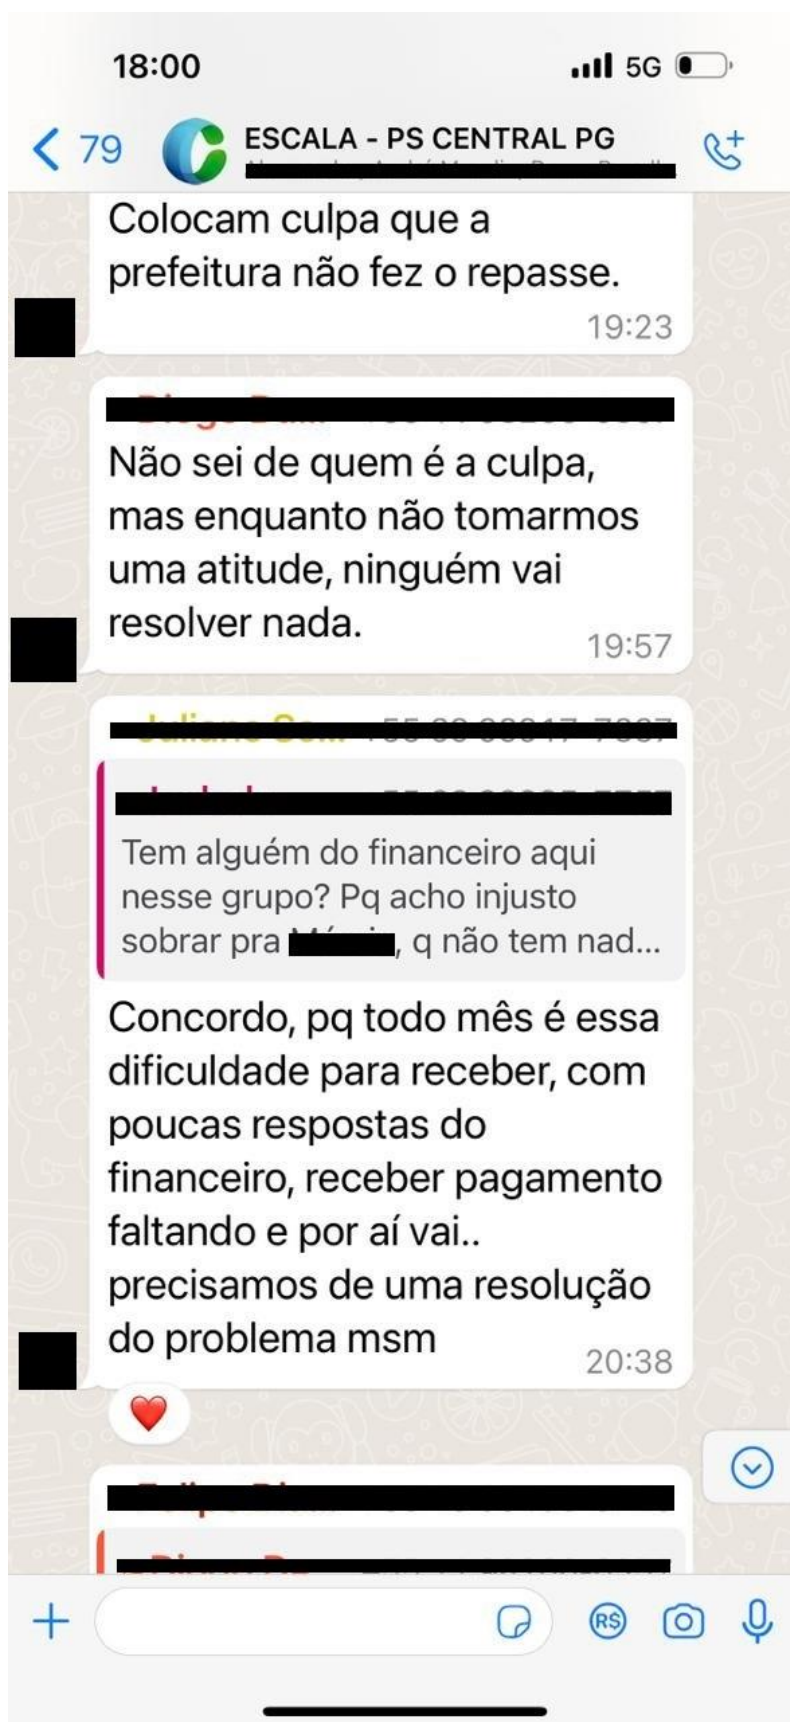 18:00
5G
79
ESCALA - PS CENTRAL PG
Colocam culpa que a
prefeitura não fez o repasse.
19:23
Não sei de quem é a culpa,
mas enquanto não tomarmos
uma atitude, ninguém vai
resolver nada.
19:57
Tem alguém do financeiro aqui
nesse grupo? Pq acho injusto
sobrar pra , q não tem nad...
Concordo, pq todo mês é essa
dificuldade para receber, com
poucas respostas do
financeiro, receber pagamento
faltando e por aí vai..
precisamos de uma resolução
do problema msm
20:38
R$